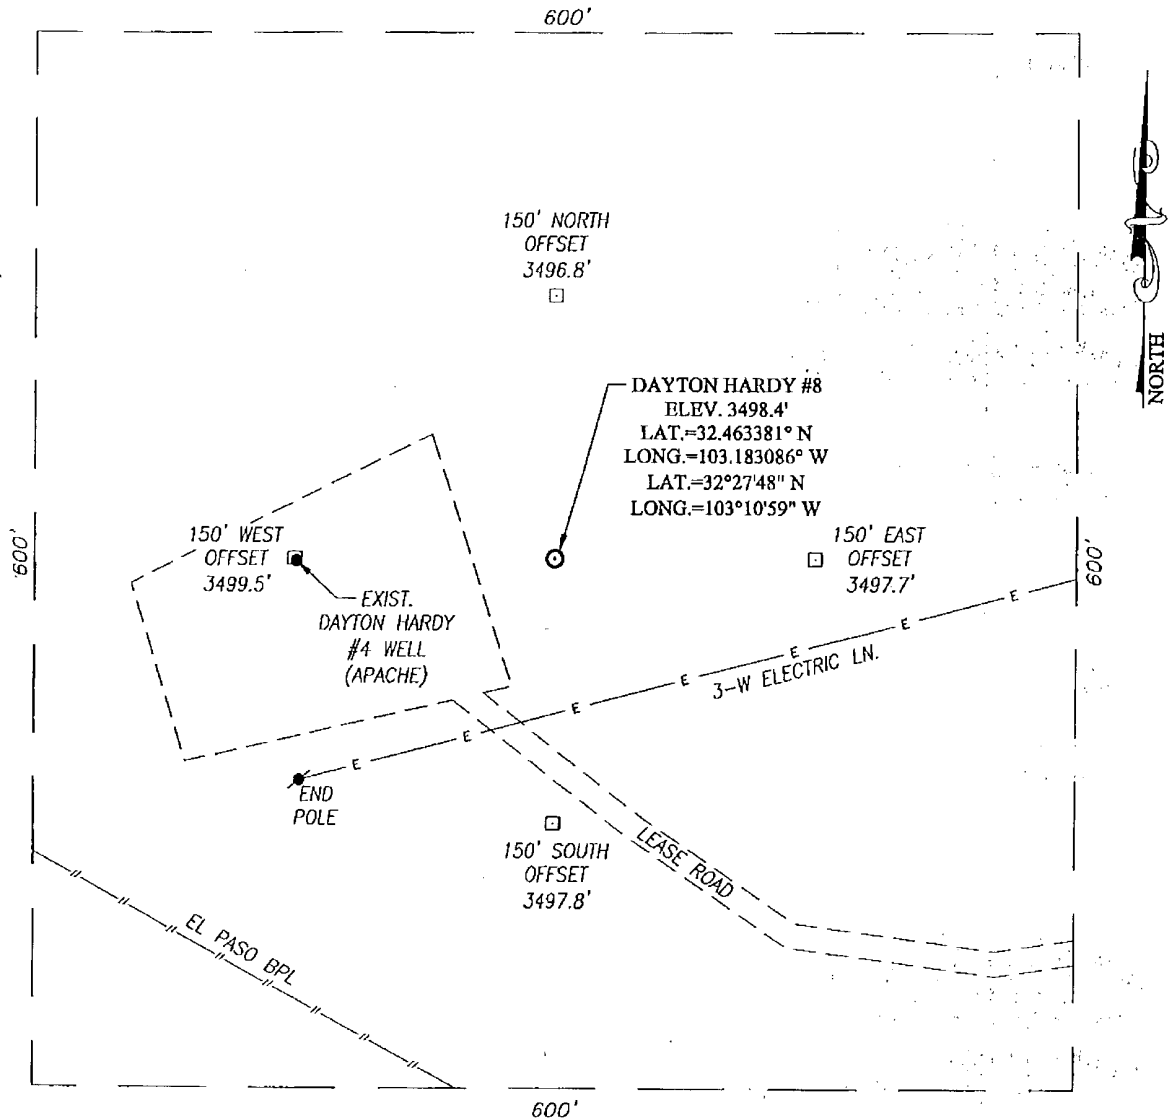 600'
150' NORTH
OFFSET
3496.8'
NORTH
DAYTON HARDY #8
ELEV. 3498.4'
LAT.=32.463381° N
LONG.=103.183086° W
LAT.=32°27'48" N
LONG.=103°10'59" W
600'
150' WEST
OFFSET
3499.5'
EXIST.
DAYTON HARDY
#4 WELL
(APACHE)
150' EAST
OFFSET
3497.7'
600'
E
E
E
E
E
E
E
3-W ELECTRIC LN.
END
POLE
150' SOUTH
OFFSET
3497.8'
LEASE ROAD
EL PASO BPL
600'